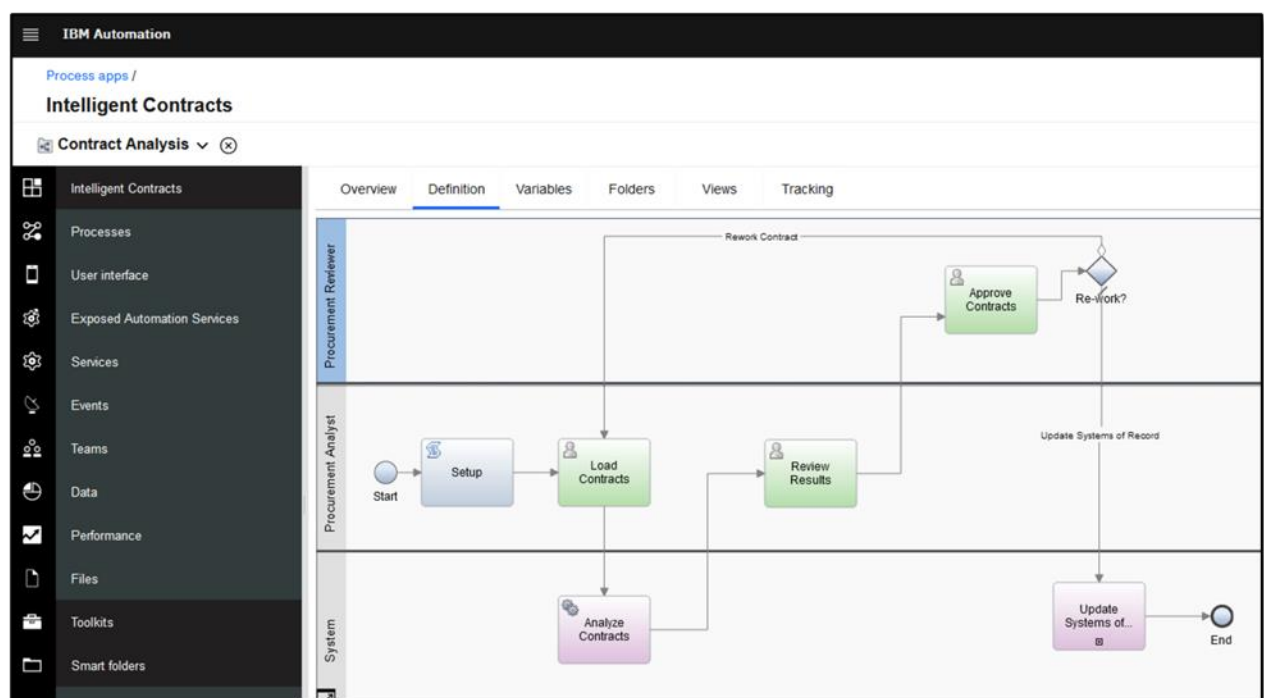 IBM Automation
Process apps /
Intelligent Contracts
Contract Analysis
Intelligent Contracts
Processes
User interface
Exposed Automation Services
Services
Events
Teams
Data
Performance
Files
Toolkits
Smart folders
Overview Definition Variables Folders Views Tracking
Procurement Reviewer
Rework Contract
Approve
Contracts
Re-work?
Procurement Analyst
Start
Setup
Load
Contracts
Review
Results
Update Systems of Record
System
Analyze
Contracts
Update
Systems of...
End